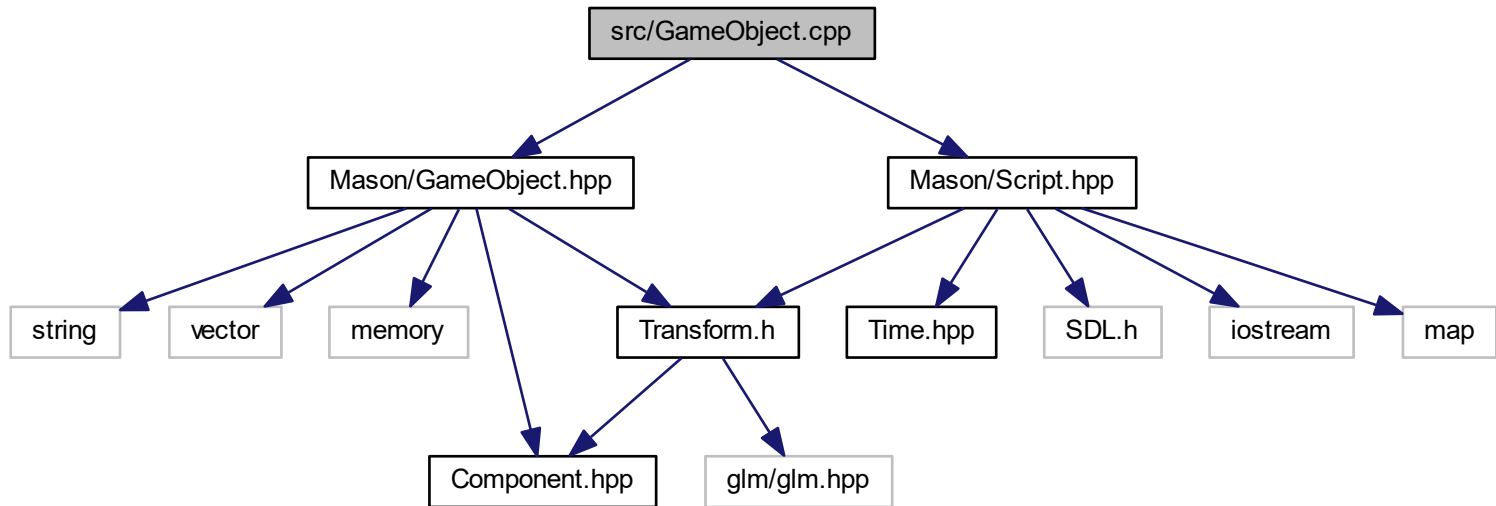 src/GameObject.cpp
Mason/GameObject.hpp
Mason/Script.hpp
string
vector
memory
Transform.h
Time.hpp
SDL.h
iostream
map
Component.hpp
glm/glm.hpp